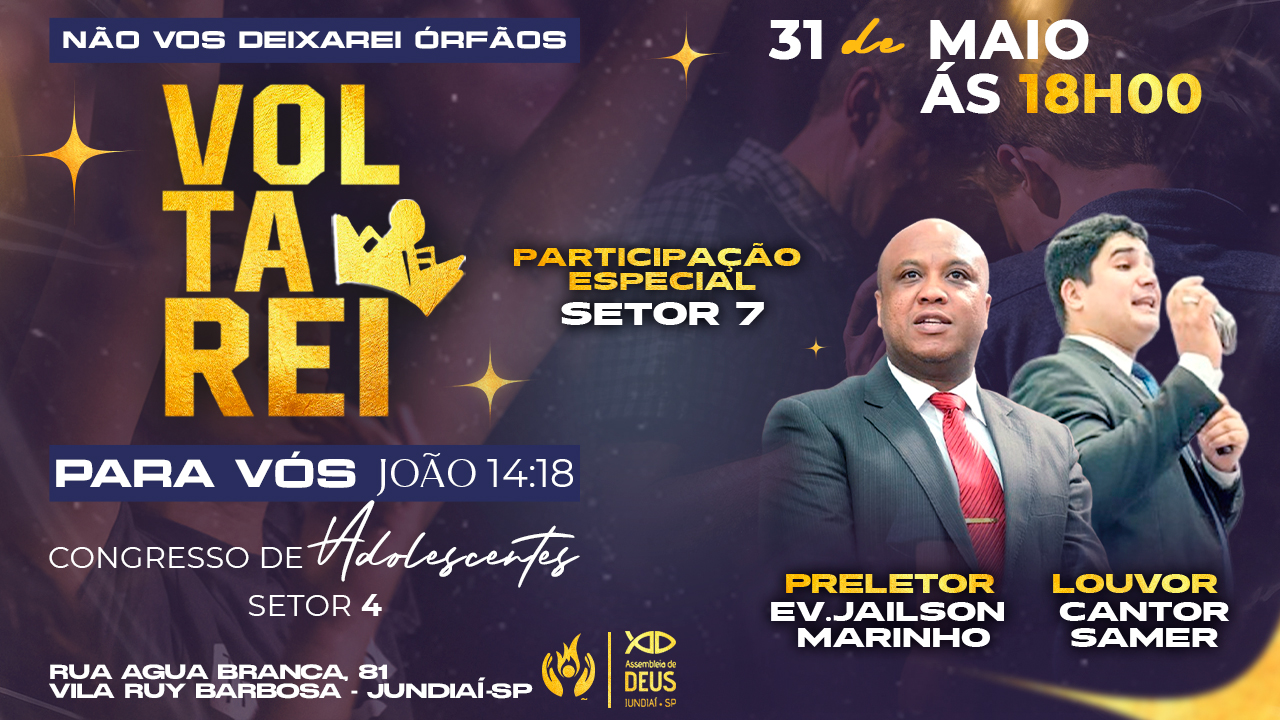 NÃO VOS DEIXAREI ÓRFÃOS
VOL
TA
REI
PARA VÓS JOÃO 14:18
CONGRESSO DE Adolescentes
SETOR 4
RUA AGUA BRANCA, 81
VILA RUY BARBOSA - JUNDIAÍ-SP
Assembleia de
DEUS
JUNDIAÍ • SP
PARTICIPAÇÃO
ESPECIAL
SETOR 7
31 de MAIO
ÁS 18H00
PRELETOR
EV.JAILSON
MARINHO
LOUVOR
CANTOR
SAMER